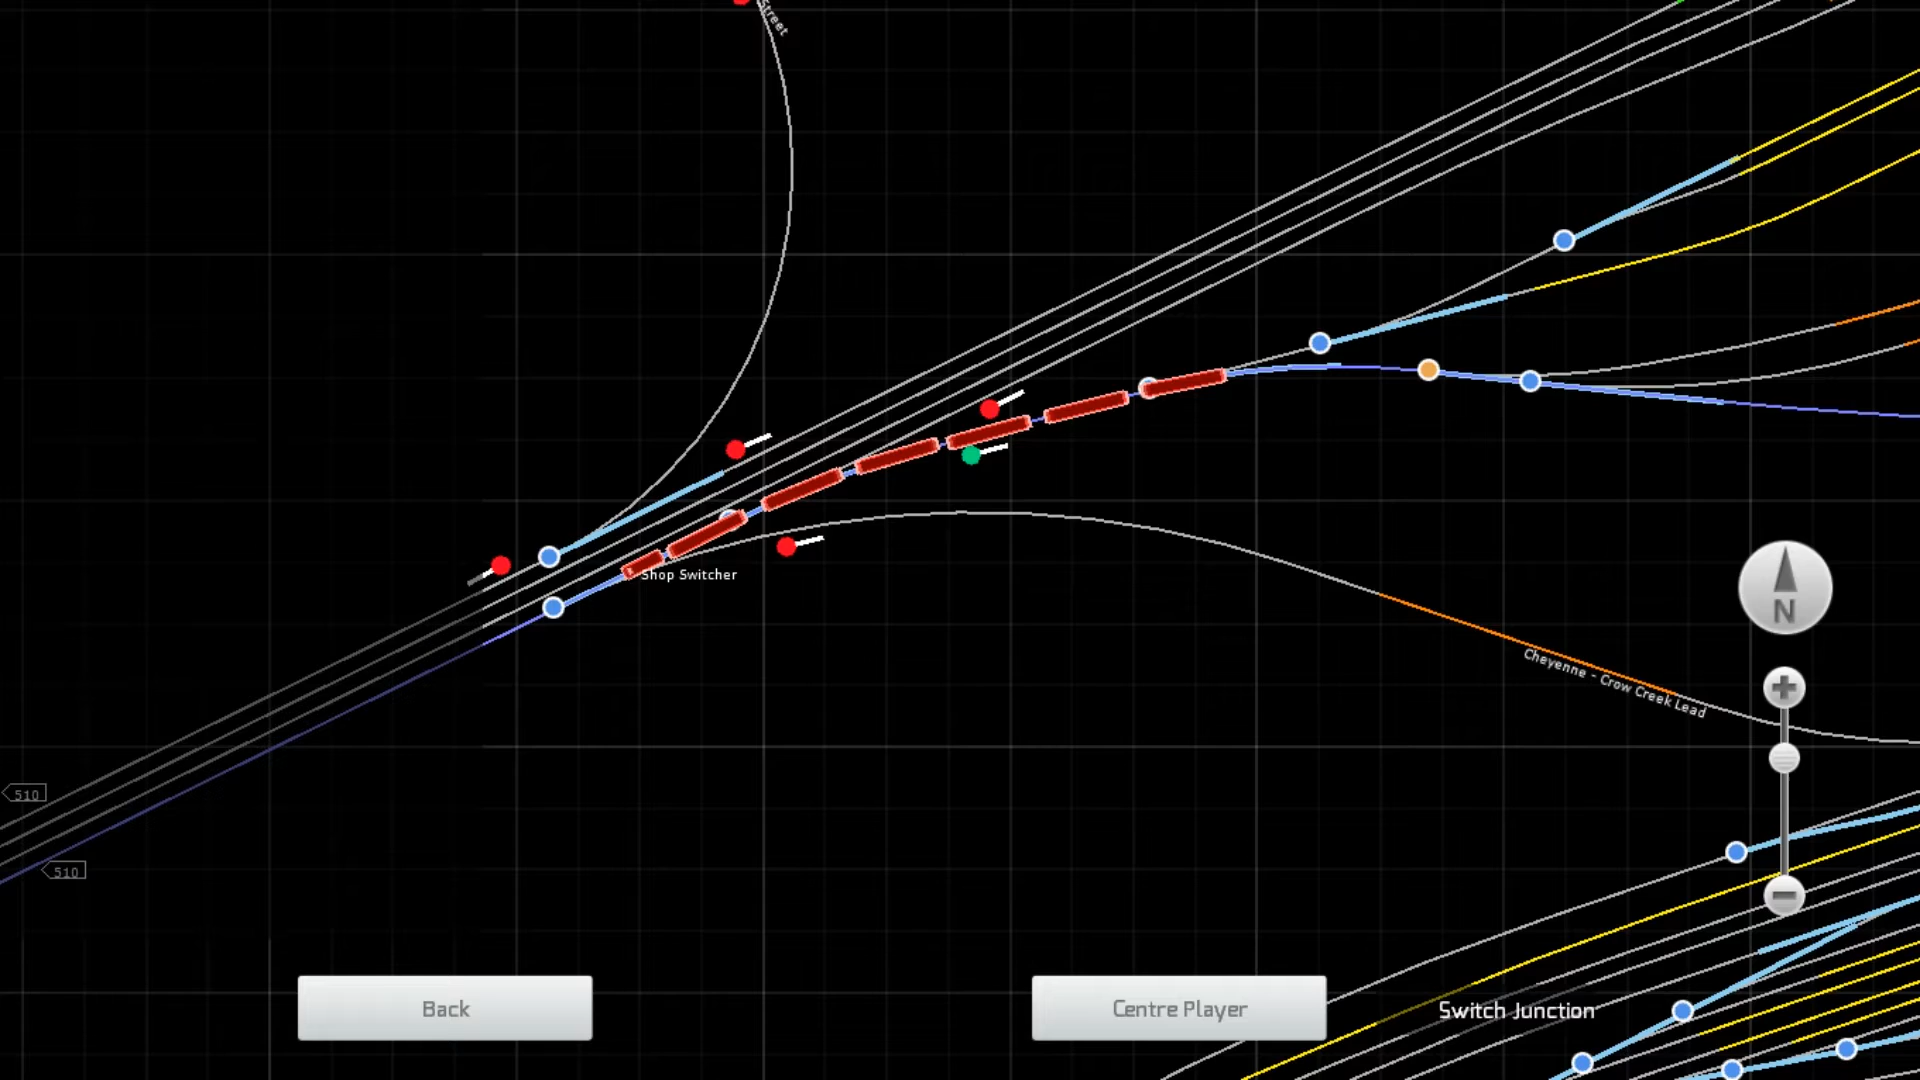 Street
Shop Switcher
Cheyenne - Crow Creek Lead
N
510
510
Back
Centre Player
Switch Junction